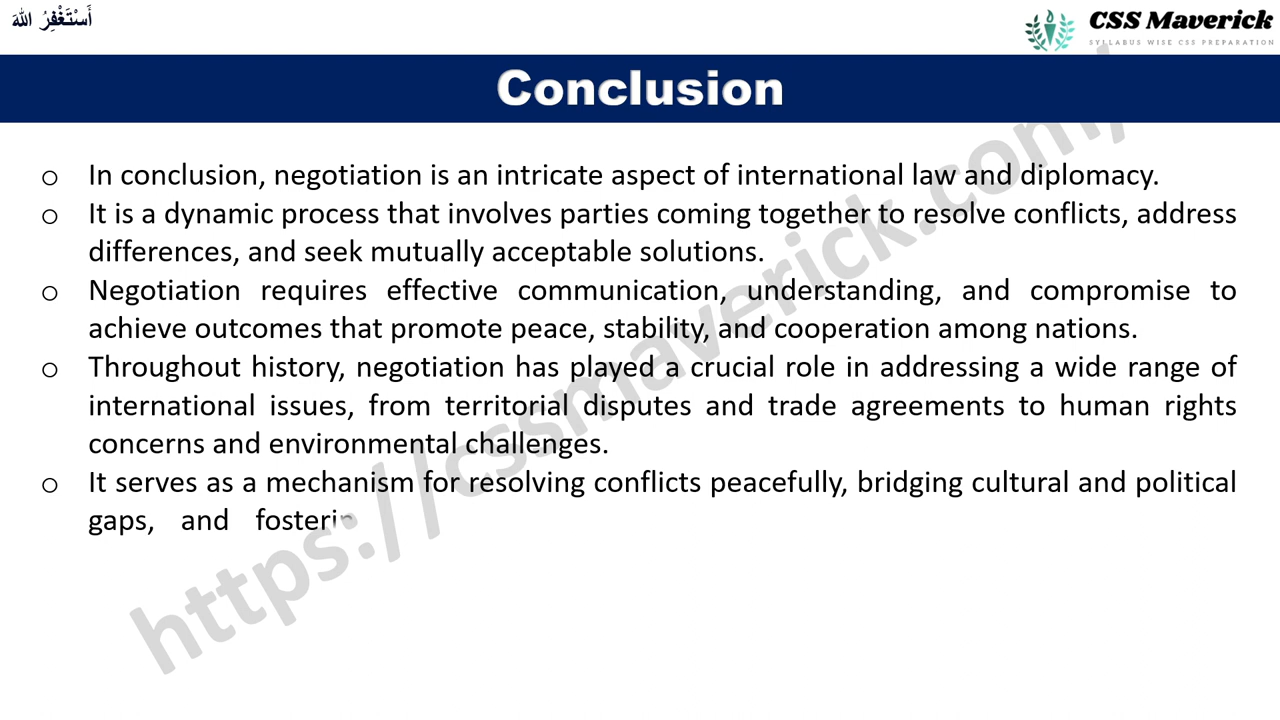 أَسْتَغْفِرُ اللهَ
CSS Maverick
SYLLABUS WISE CSS PREPARATION
Conclusion
o In conclusion, negotiation is an intricate aspect of international law and diplomacy.
o It is a dynamic process that involves parties coming together to resolve conflicts, address
differences, and seek mutually acceptable solutions.
o Negotiation requires effective communication, understanding, and compromise to
achieve outcomes that promote peace, stability, and cooperation among nations.
o Throughout history, negotiation has played a crucial role in addressing a wide range of
international issues, from territorial disputes and trade agreements to human rights
concerns and environmental challenges.
o It serves as a mechanism for resolving conflicts peacefully, bridging cultural and political
gaps, and fosterin
https://cssmaverick.com/